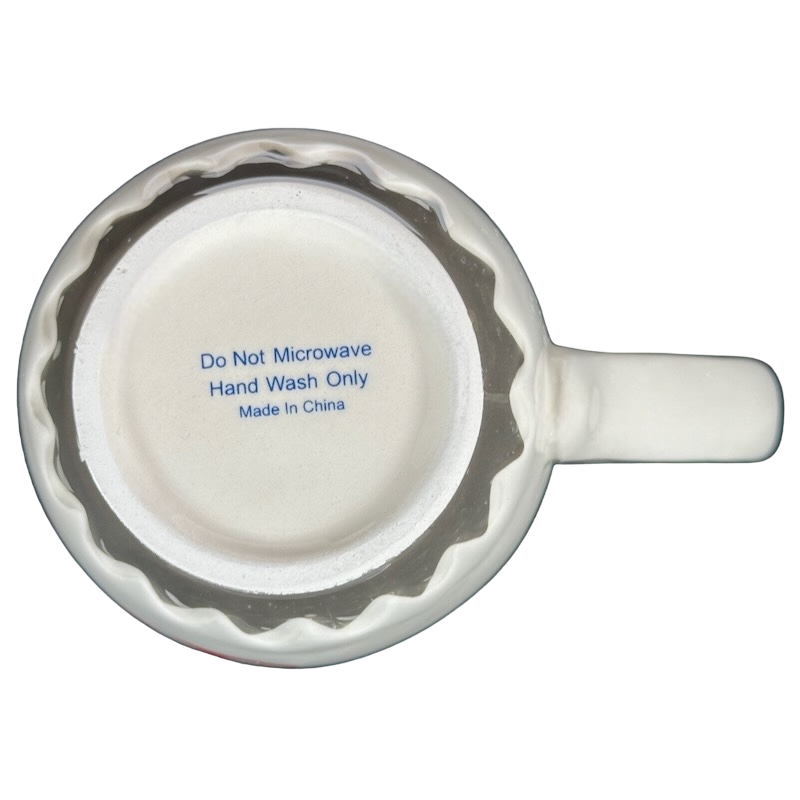 Do Not Microwave
Hand Wash Only
Made In China